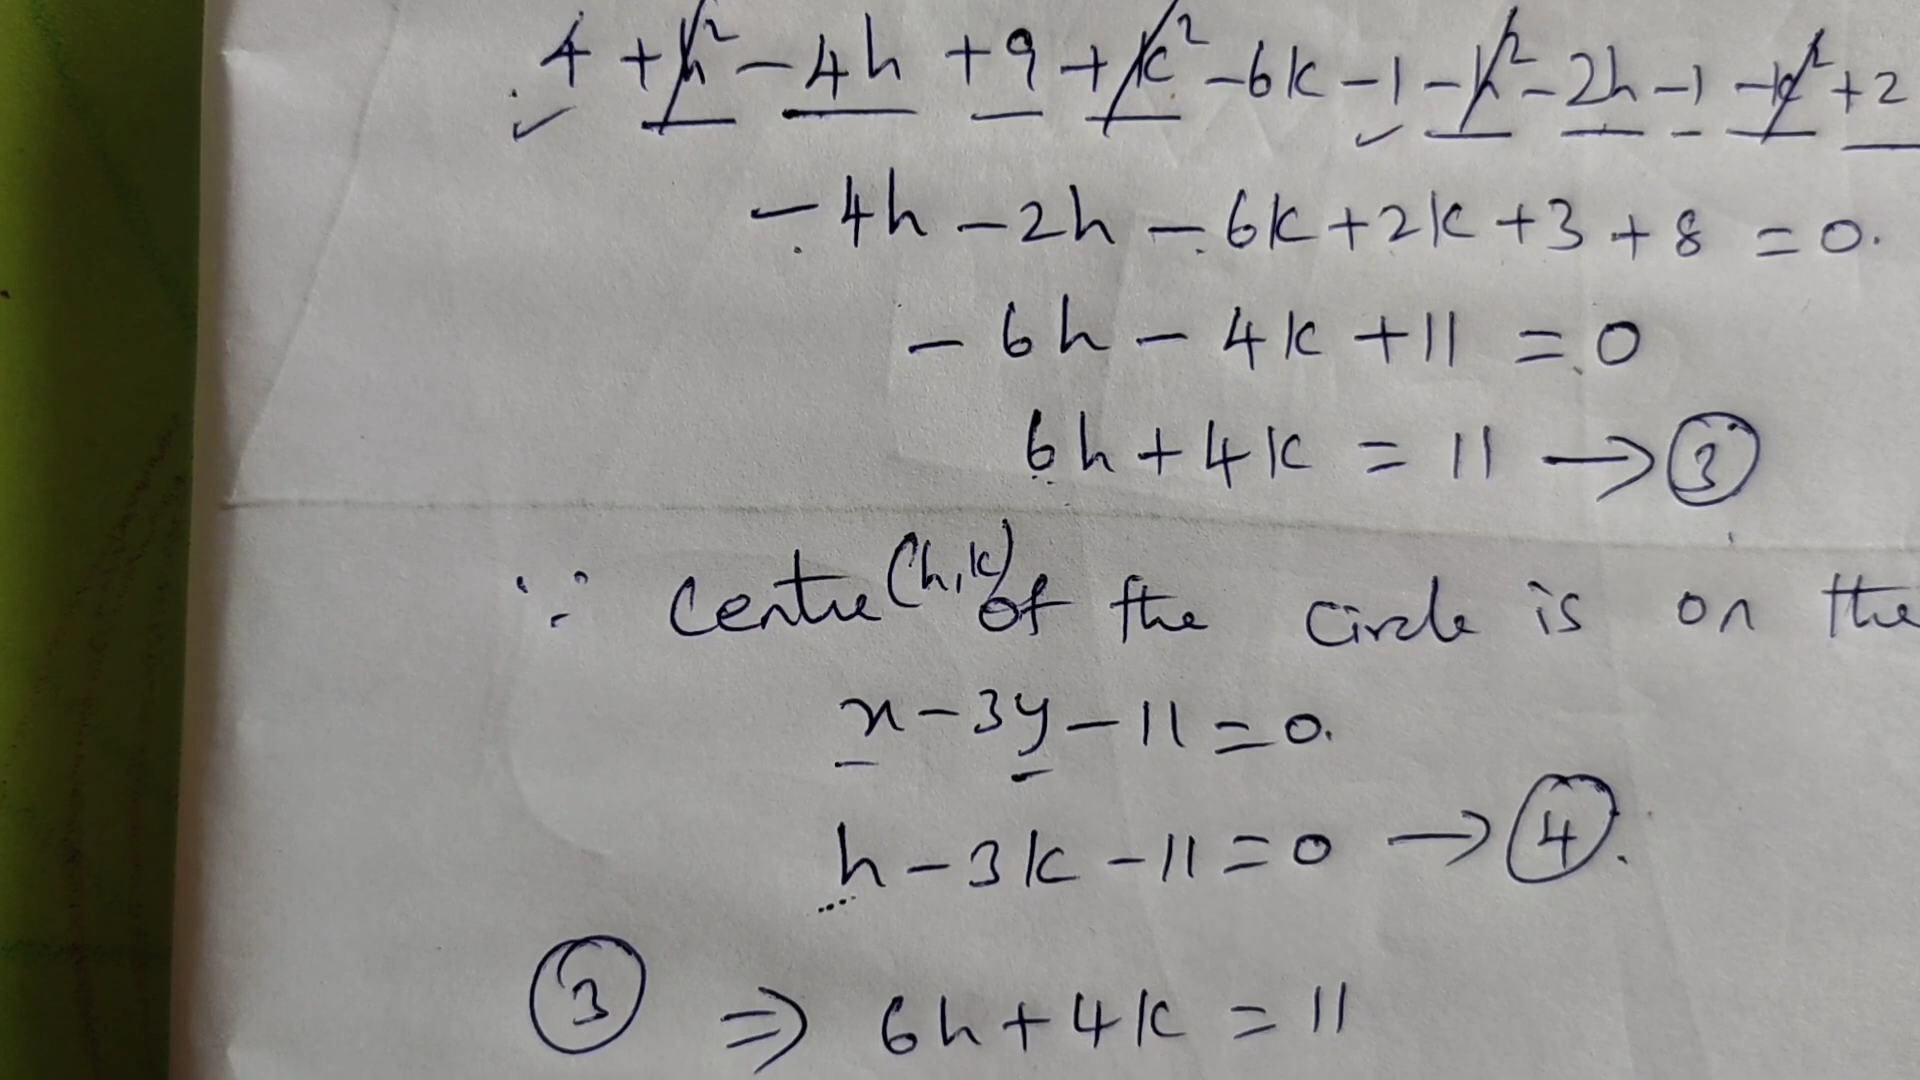 4 + h² - 4h + 9 + k² - 6k - 1 - h² - 2h - 1 - k² + 2
- 4h - 2h - 6k + 2k + 3 + 8 = 0.
- 6h - 4k + 11 = 0
6h + 4k = 11 → ③
∵ Centre (h,k) of the circle is on the
x - 3y - 11 = 0.
h - 3k - 11 = 0 → ④.
③ ⇒ 6h + 4k = 11